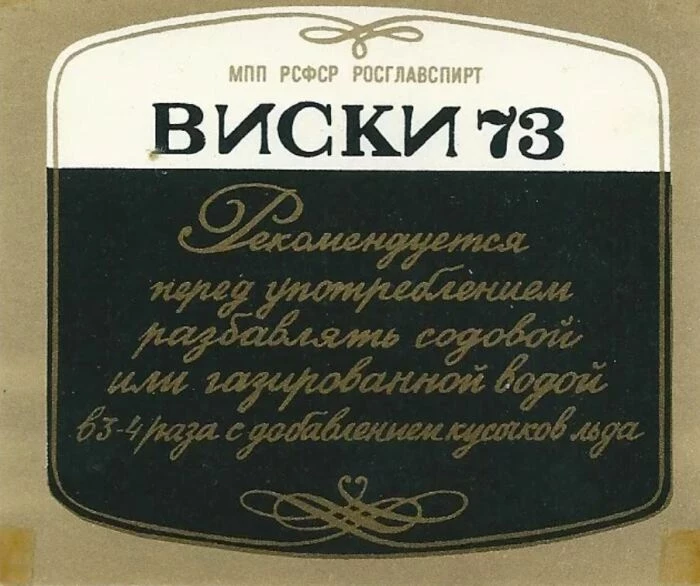 МПП РСФСР РОСГЛАВСПИРТ
ВИСКИ 73
Рекомендуется
перед употреблением
разбавлять содовой
или газированной водой
в 3-4 раза с добавлением кусочков льда